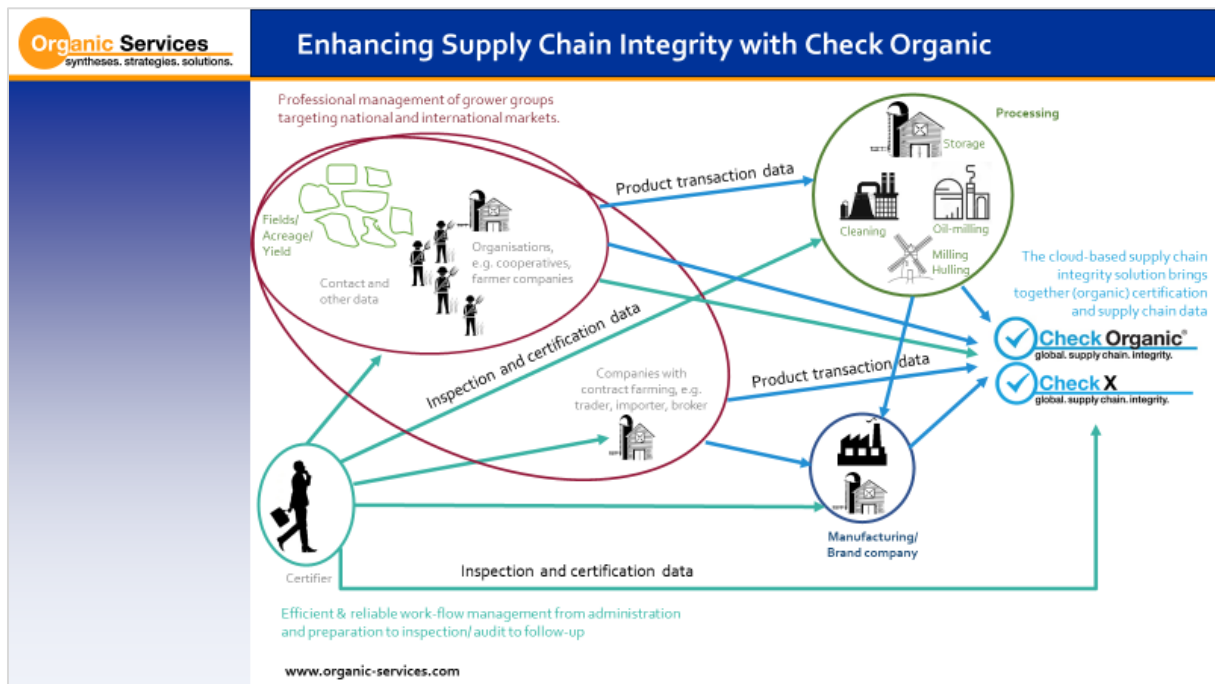 Organic Services
syntheses. strategies. solutions.
Enhancing Supply Chain Integrity with Check Organic
Professional management of grower groups
targeting national and international markets.
Processing
Storage
Product transaction data
Cleaning
Oil-milling
Fields/
Acreage/
Yield
Organisations,
e.g. cooperatives,
farmer companies
Milling
Hulling
Contact and
other data
The cloud-based supply chain
integrity solution brings
together (organic) certification
and supply chain data
Inspection and certification data
Check Organic®
global. supply chain. integrity.
Companies with
contract farming, e.g.
trader, importer, broker
Product transaction data
Check X
global. supply chain. integrity.
Manufacturing/
Brand company
Certifier
Inspection and certification data
Efficient & reliable work-flow management from administration
and preparation to inspection/ audit to follow-up
www.organic-services.com